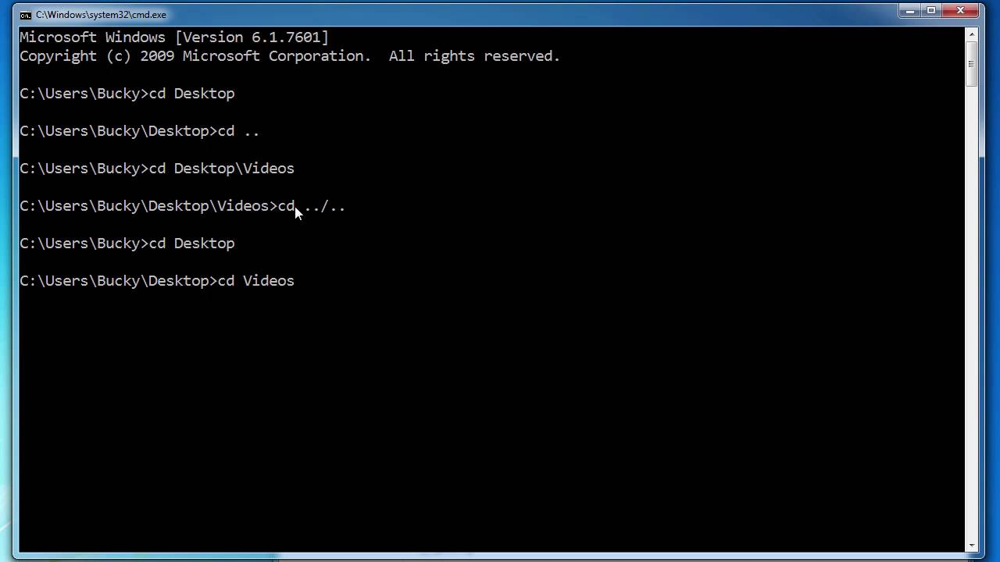 C:\Windows\system32\cmd.exe
Microsoft Windows [Version 6.1.7601]
Copyright (c) 2009 Microsoft Corporation.  All rights reserved.
C:\Users\Bucky>cd Desktop
C:\Users\Bucky\Desktop>cd ..
C:\Users\Bucky>cd Desktop\Videos
C:\Users\Bucky\Desktop\Videos>cd ../..
C:\Users\Bucky>cd Desktop
C:\Users\Bucky\Desktop>cd Videos